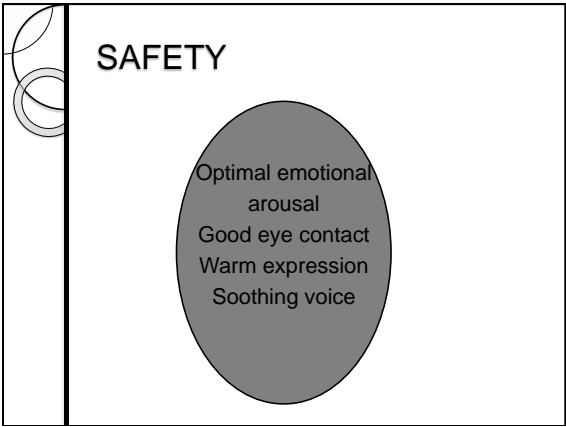 SAFETY
Optimal emotional
arousal
Good eye contact
Warm expression
Soothing voice